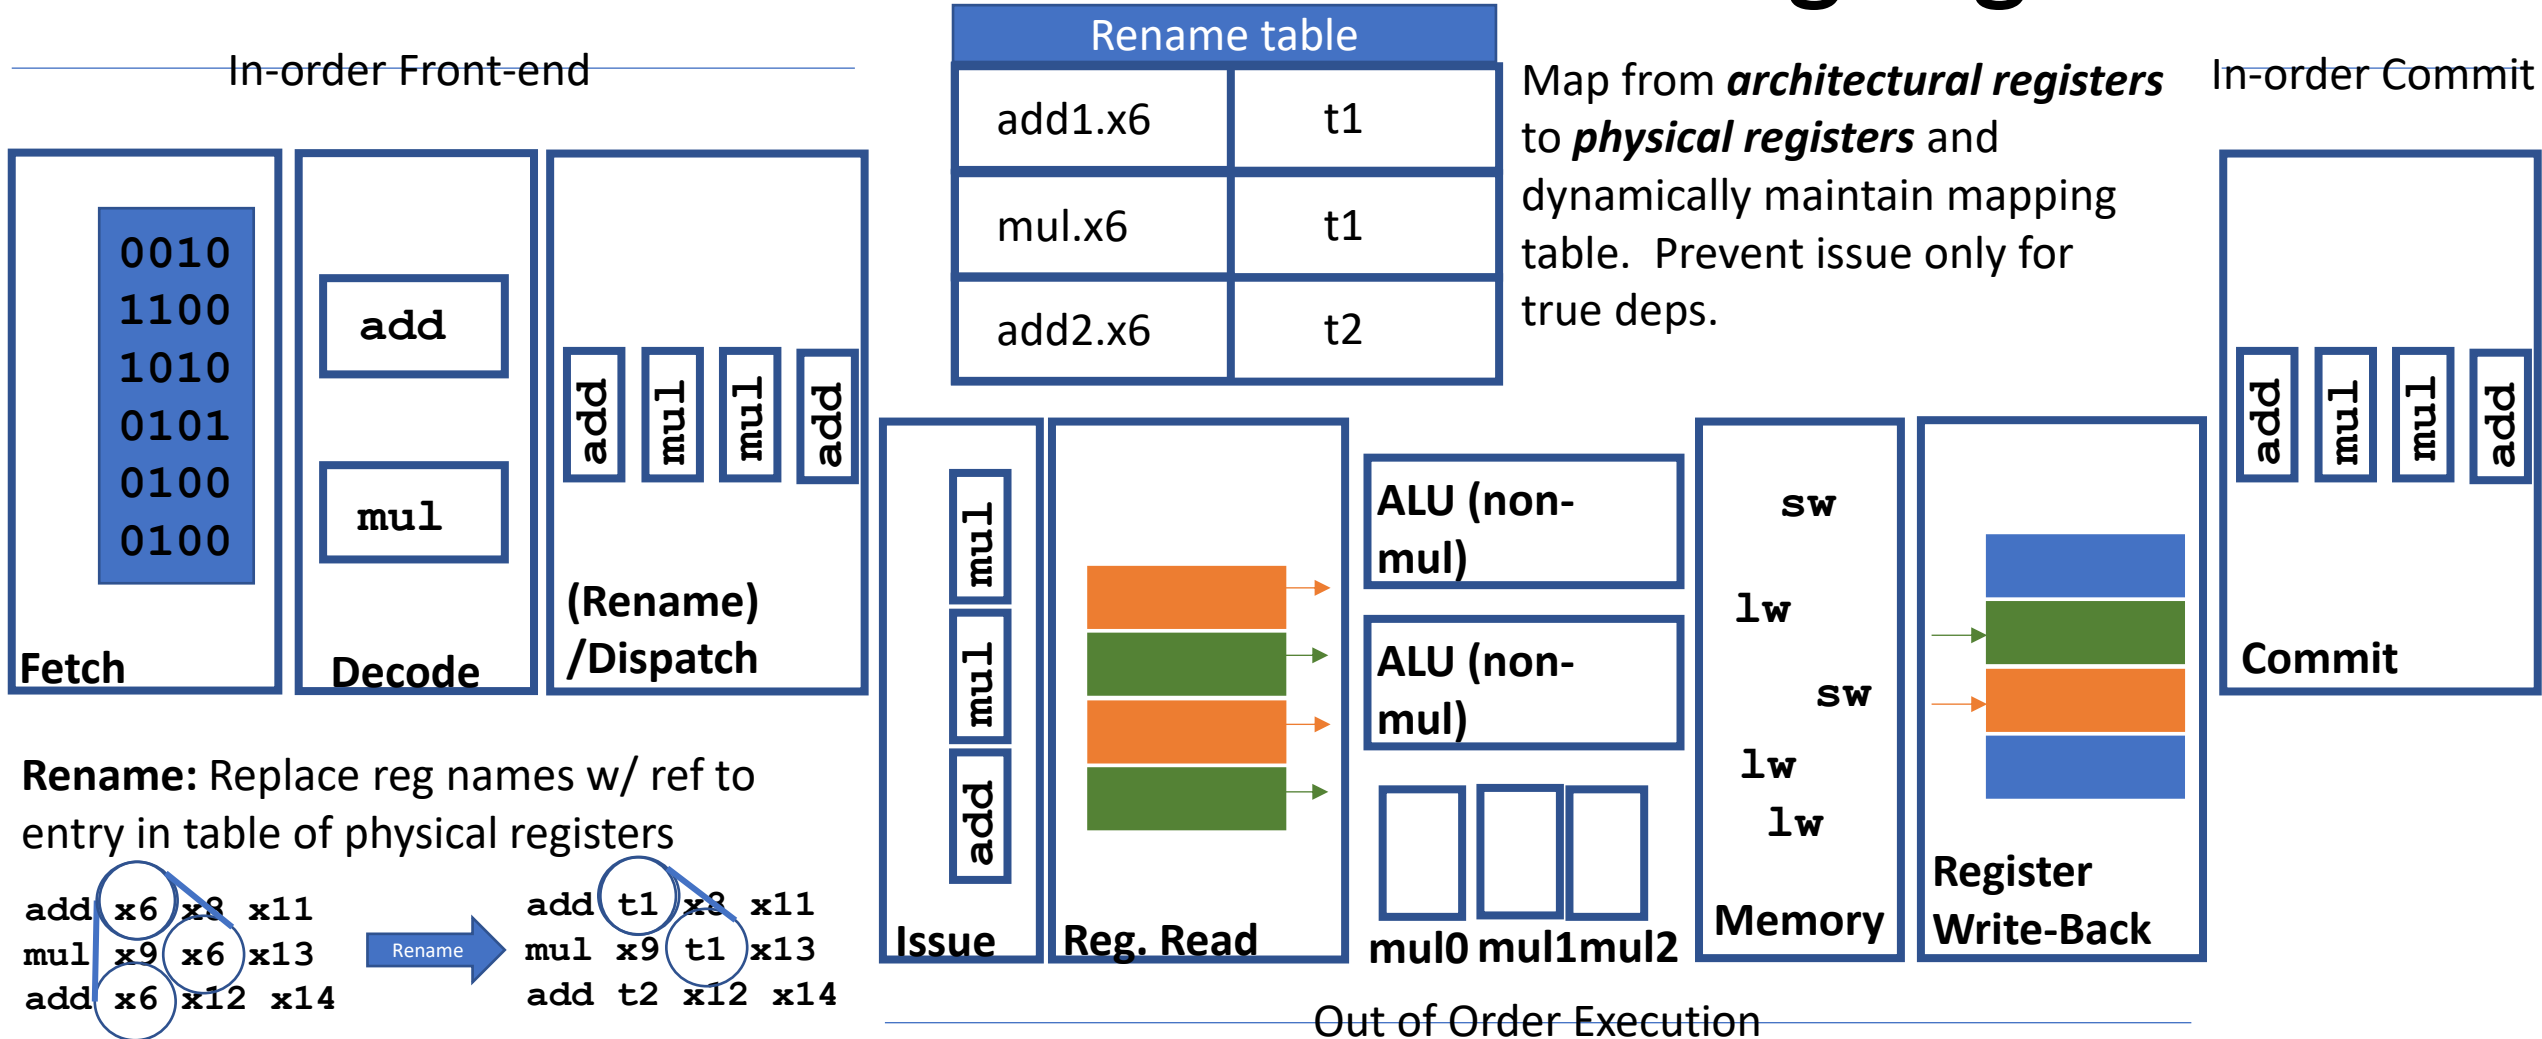 In-order Front-end
Rename table
add1.x6 t1
mul.x6 t1
add2.x6 t2
Map from architectural registers
to physical registers and
dynamically maintain mapping
table. Prevent issue only for
true deps.
In-order Commit
0010
1100
1010
0101
0100
0100
Fetch
add
mul
Decode
add
mul
mul
add
(Rename)
/Dispatch
mul
mul
add
Issue
Reg. Read
ALU (non-
mul)
ALU (non-
mul)
mul0 mul1 mul2
sw
lw
sw
lw
lw
Memory
Register
Write-Back
add
mul
mul
add
Commit
Rename: Replace reg names w/ ref to
entry in table of physical registers
add x6 x8 x11
mul x9 x6 x13
add x6 x12 x14
Rename
add t1 x8 x11
mul x9 t1 x13
add t2 x12 x14
Out of Order Execution